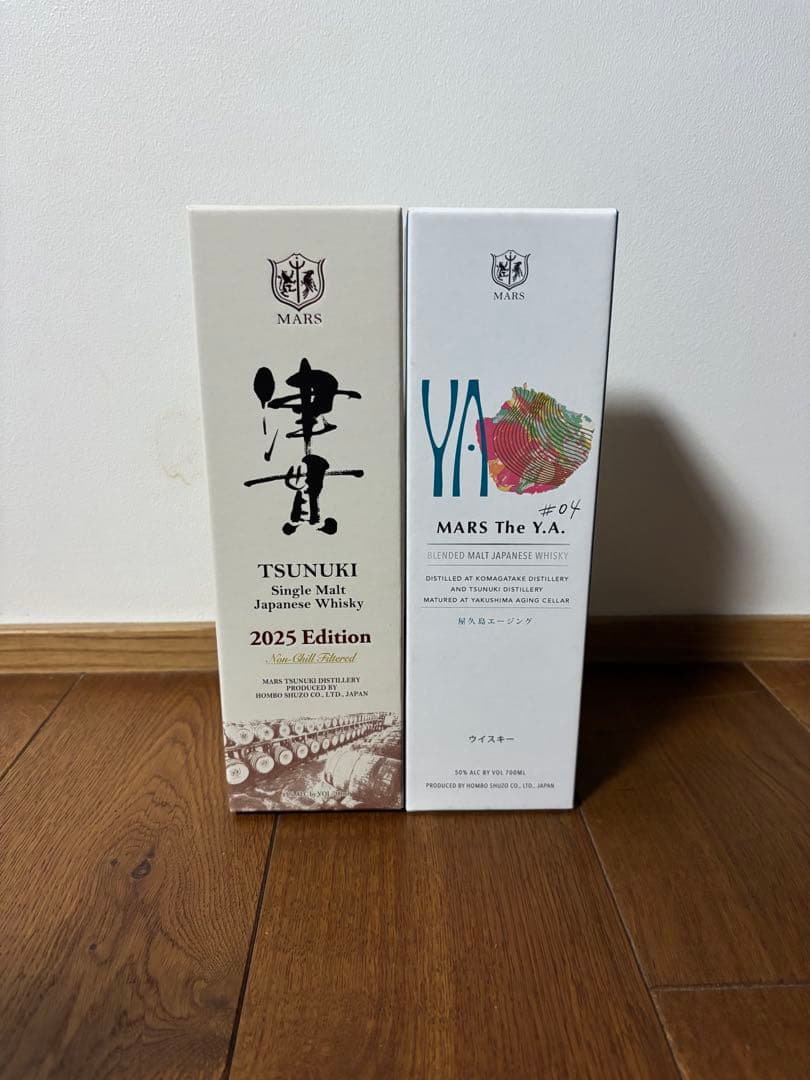 MARS
津貫
TSUNUKI
Single Malt
Japanese Whisky
2025 Edition
Non-Chill Filtered
MARS TSUNUKI DISTILLERY
PRODUCED BY
HOMBO SHUZO CO., LTD., JAPAN
MARS
YA
#04
MARS The Y.A.
BLENDED MALT JAPANESE WHISKY
DISTILLED AT KOMAGATAKE DISTILLERY
AND TSUNUKI DISTILLERY
MATURED AT YAKUSHIMA AGING CELLAR
屋久島エージング
ウイスキー
50% ALC BY VOL 700ML
PRODUCED BY HOMBO SHUZO CO., LTD., JAPAN